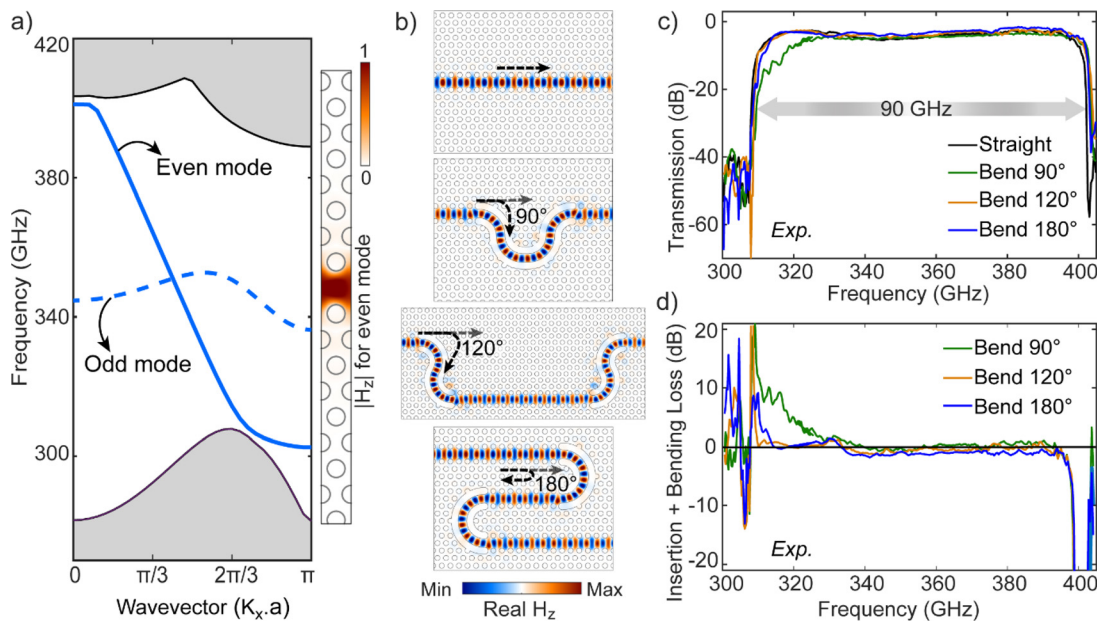 a)
420
380
340
300
Frequency (GHz)
Even mode
Odd mode
0
π/3
2π/3
π
Wavevector (Kₓ.a)
1
0
|H_z| for even mode
b)
90°
120°
180°
Min
Max
Real H_z
c)
0
-20
-40
-60
Transmission (dB)
90 GHz
Straight
Bend 90°
Bend 120°
Bend 180°
Exp.
300
320
340
360
380
400
Frequency (GHz)
d)
20
10
0
-10
-20
Insertion + Bending Loss (dB)
Bend 90°
Bend 120°
Bend 180°
Exp.
300
320
340
360
380
400
Frequency (GHz)